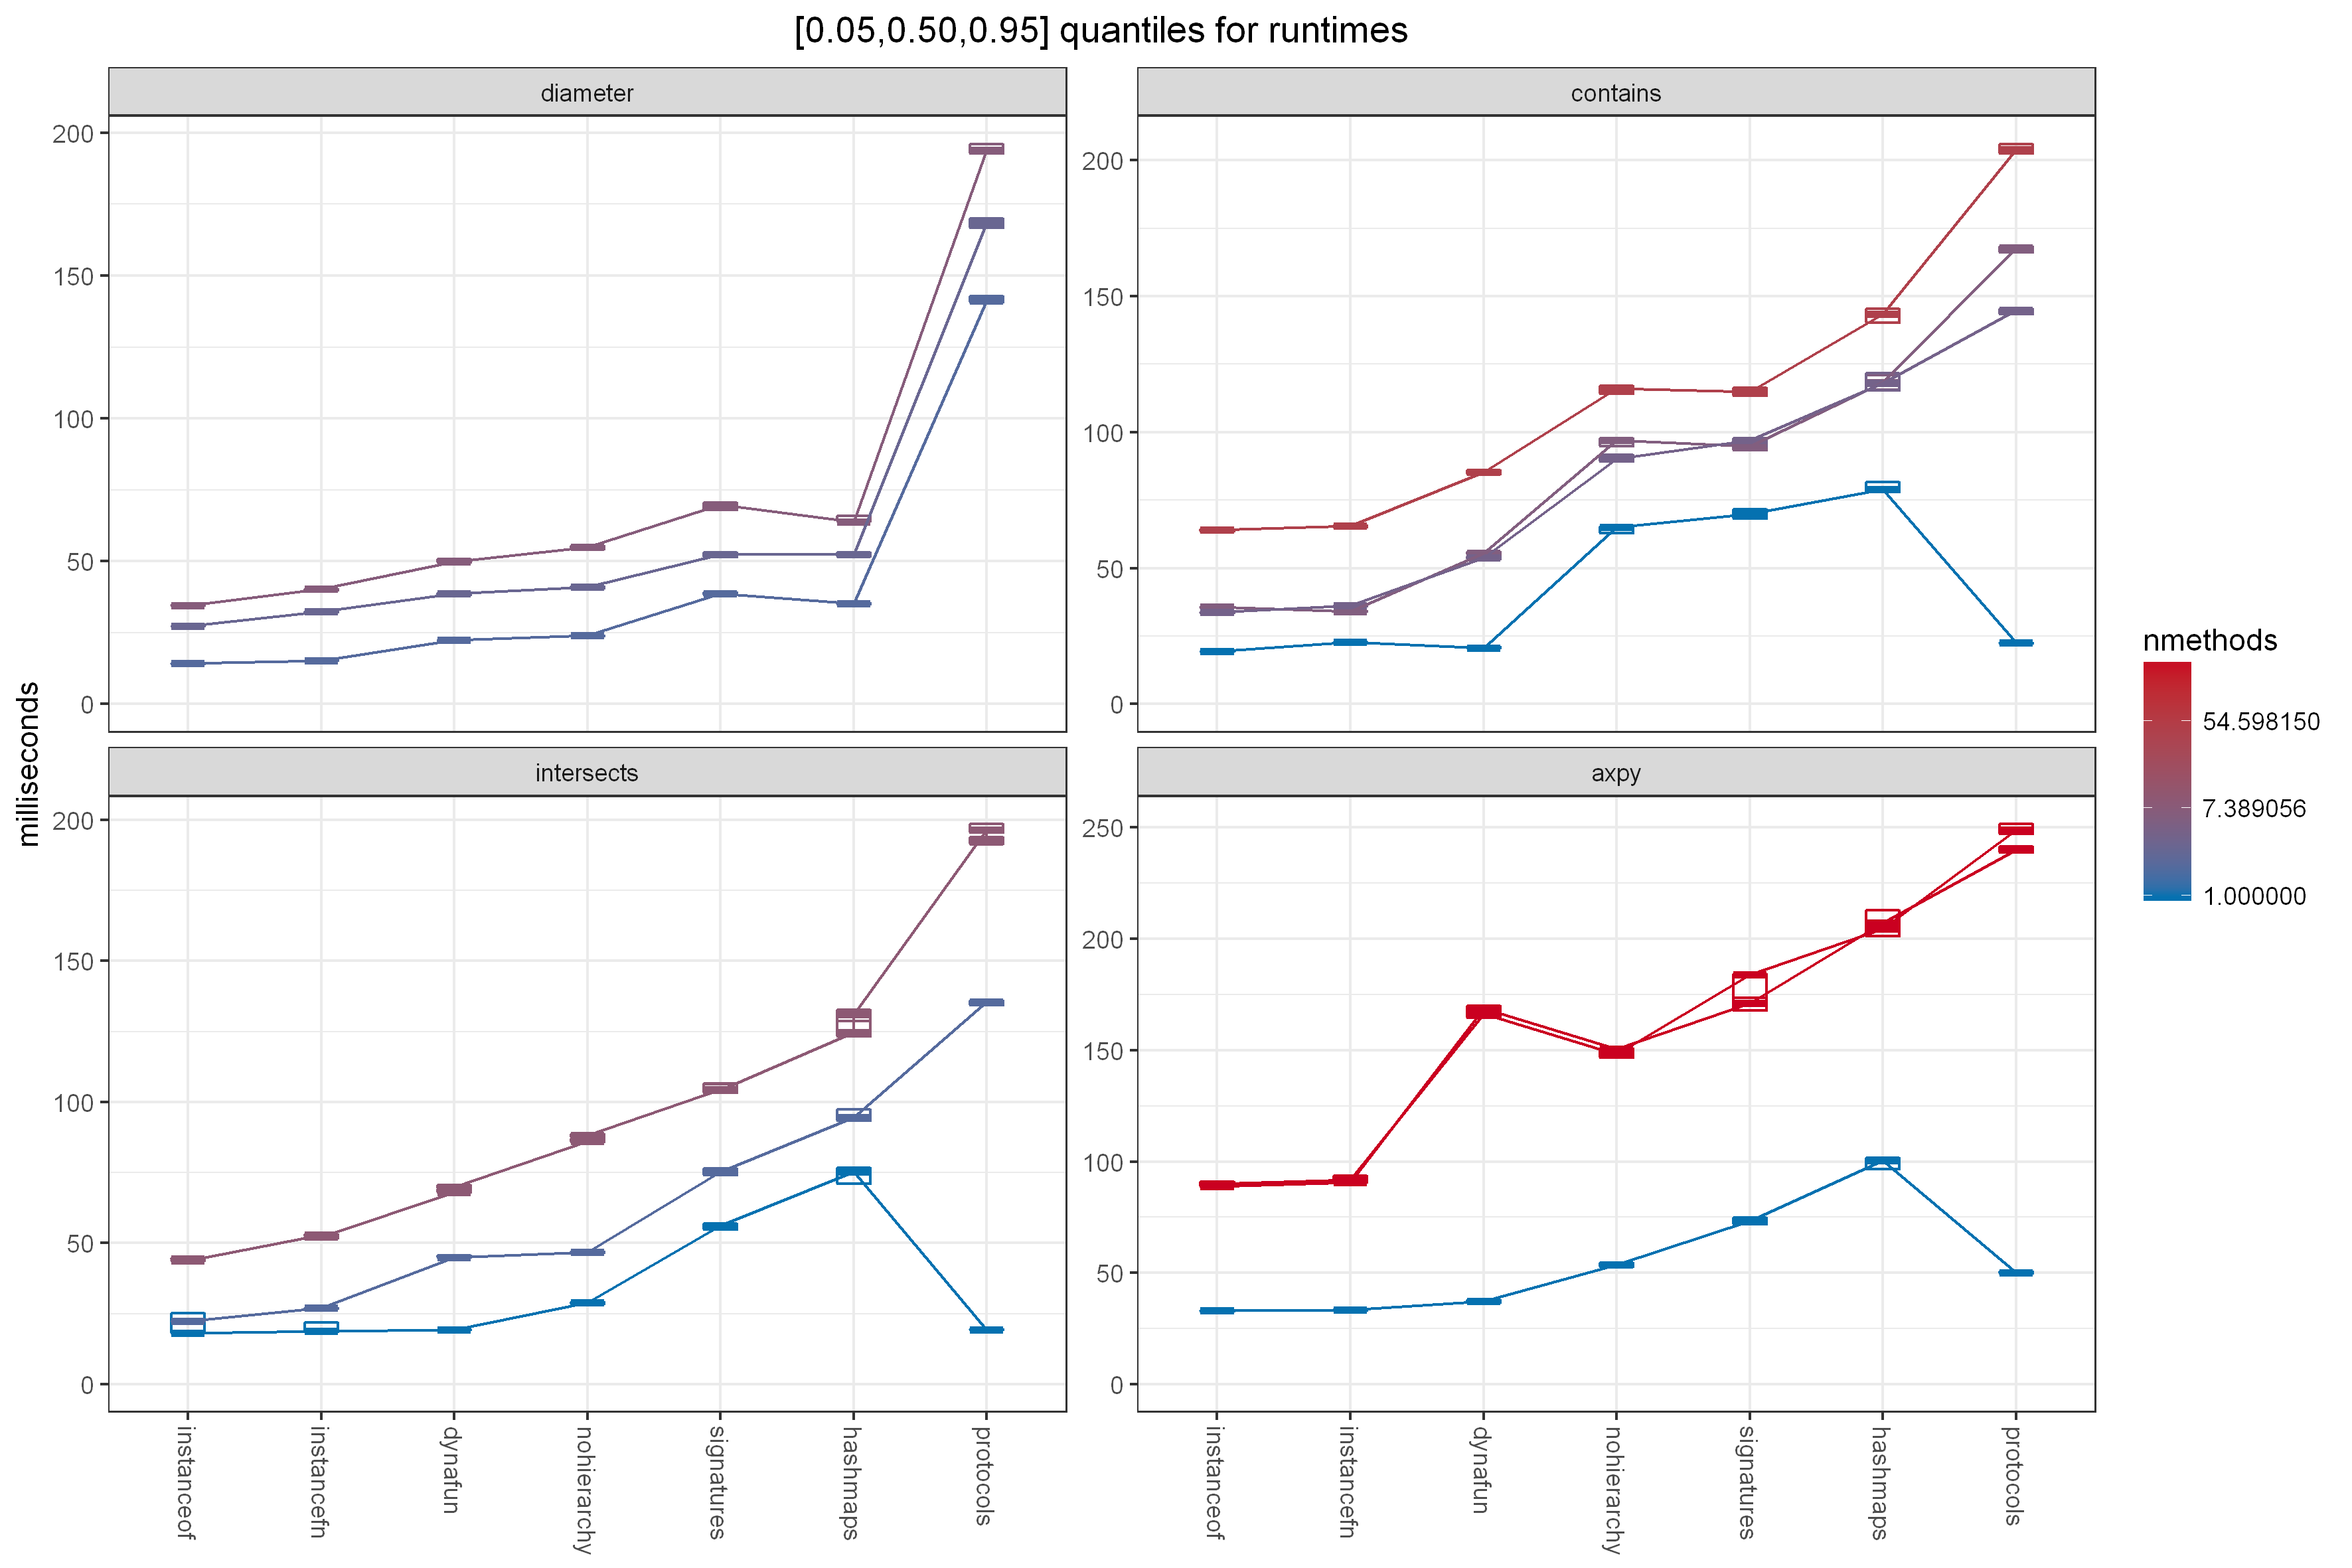 [0.05,0.50,0.95] quantiles for runtimes
diameter
200
150
100
50
0
contains
200
150
100
50
0
milliseconds
intersects
200
150
100
50
0
axpy
250
200
150
100
50
0
instanceof
instancefn
dynafun
nohierarchy
signatures
hashmaps
protocols
instanceof
instancefn
dynafun
nohierarchy
signatures
hashmaps
protocols
nmethods
54.598150
7.389056
1.000000